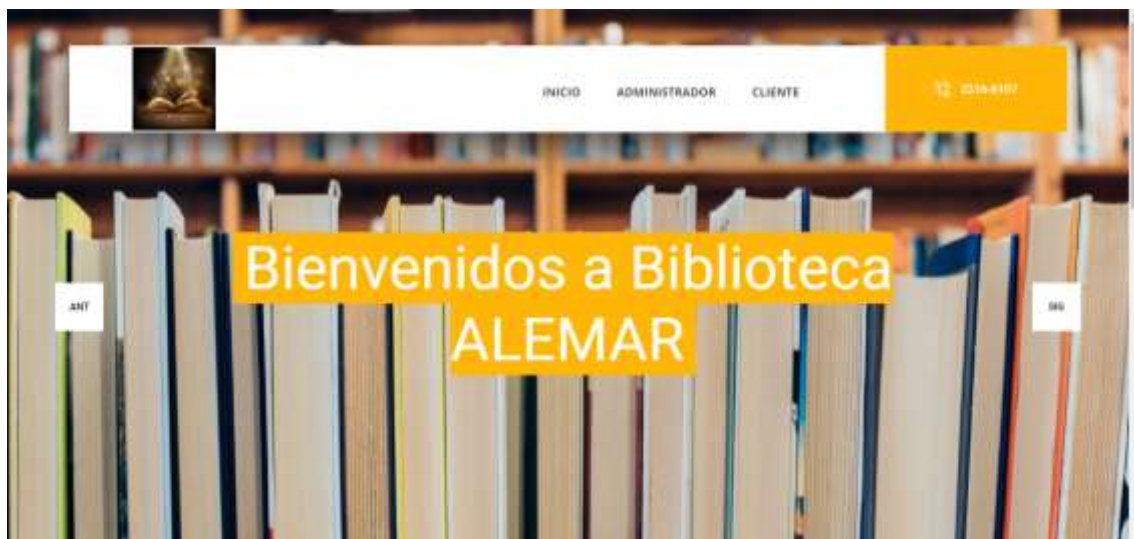 INICIO ADMINISTRADOR CLIENTE
Bienvenidos a Biblioteca
ALEMAR
ANT
SIG